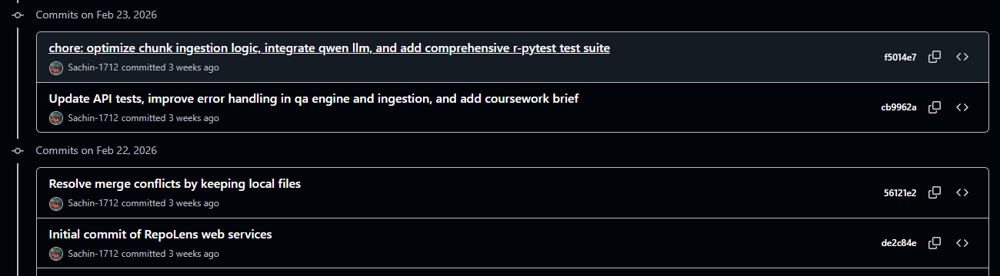 Commits on Feb 23, 2026
chore: optimize chunk ingestion logic, integrate qwen llm, and add comprehensive r-pytest test suite
Sachin-1712 committed 3 weeks ago
f5014e7
Update API tests, improve error handling in qa engine and ingestion, and add coursework brief
Sachin-1712 committed 3 weeks ago
cb9962a
Commits on Feb 22, 2026
Resolve merge conflicts by keeping local files
Sachin-1712 committed 3 weeks ago
56121e2
Initial commit of RepoLens web services
Sachin-1712 committed 3 weeks ago
de2c84e